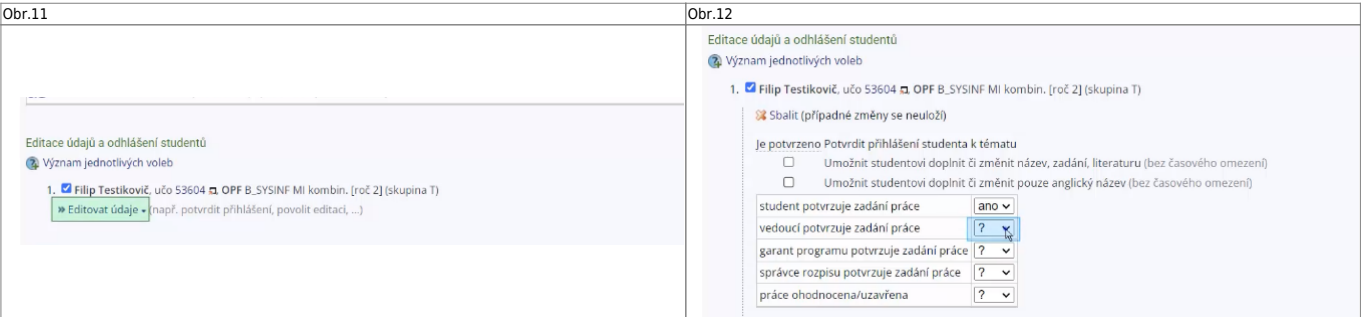 Obr.11
Editace údajů a odhlášení studentů
Význam jednotlivých voleb
1. Filip Testikovič, učo 53604 OPF B_SYSINF MI kombin. [roč 2] (skupina T)
» Editovat údaje (např. potvrdit přihlášení, povolit editaci, ...)
Obr.12
Editace údajů a odhlášení studentů
Význam jednotlivých voleb
1. Filip Testikovič, učo 53604 OPF B_SYSINF MI kombin. [roč 2] (skupina T)
Sbalit (případné změny se neuloží)
Je potvrzeno Potvrdit přihlášení studenta k tématu
Umožnit studentovi doplnit či změnit název, zadání, literaturu (bez časového omezení)
Umožnit studentovi doplnit či změnit pouze anglický název (bez časového omezení)
student potvrzuje zadání práce ano
vedoucí potvrzuje zadání práce ?
garant programu potvrzuje zadání práce ?
správce rozpisu potvrzuje zadání práce ?
práce ohodnocena/uzavřena ?